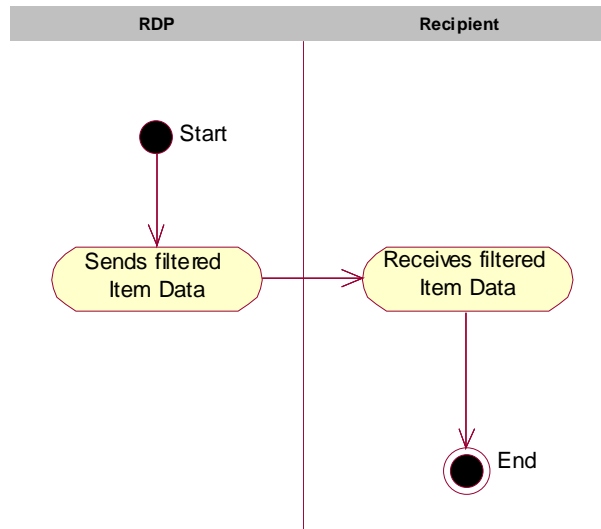 RDP
Recipient
Start
Sends filtered
Item Data
Receives filtered
Item Data
End